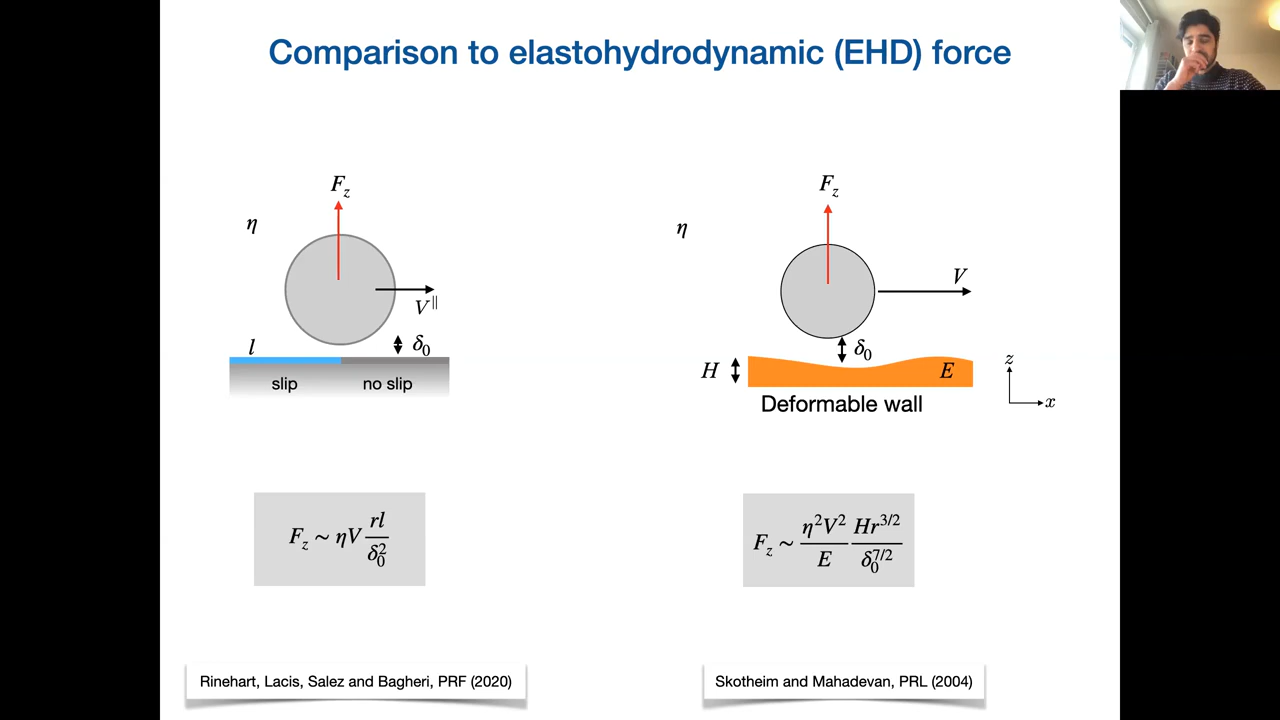 Comparison to elastohydrodynamic (EHD) force
F_z
η
V^∥
δ_0
l
slip no slip
F_z ~ ηV rl/δ_0^2
Rinehart, Lacis, Salez and Bagheri, PRF (2020)
F_z
η
V
δ_0
H
E
z
x
Deformable wall
F_z ~ η^2V^2/E Hr^{3/2}/δ_0^{7/2}
Skotheim and Mahadevan, PRL (2004)